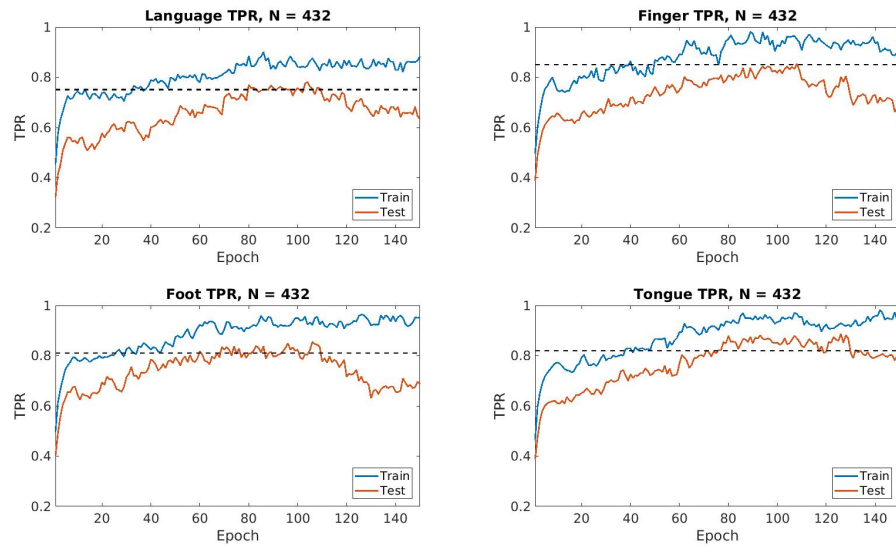 Language TPR, N = 432
1
0.8
0.6
0.4
0.2
TPR
20 40 60 80 100 120 140
Epoch
Train
Test
Finger TPR, N = 432
1
0.8
0.6
0.4
0.2
TPR
20 40 60 80 100 120 140
Epoch
Train
Test
Foot TPR, N = 432
1
0.8
0.6
0.4
0.2
TPR
20 40 60 80 100 120 140
Epoch
Train
Test
Tongue TPR, N = 432
1
0.8
0.6
0.4
0.2
TPR
20 40 60 80 100 120 140
Epoch
Train
Test